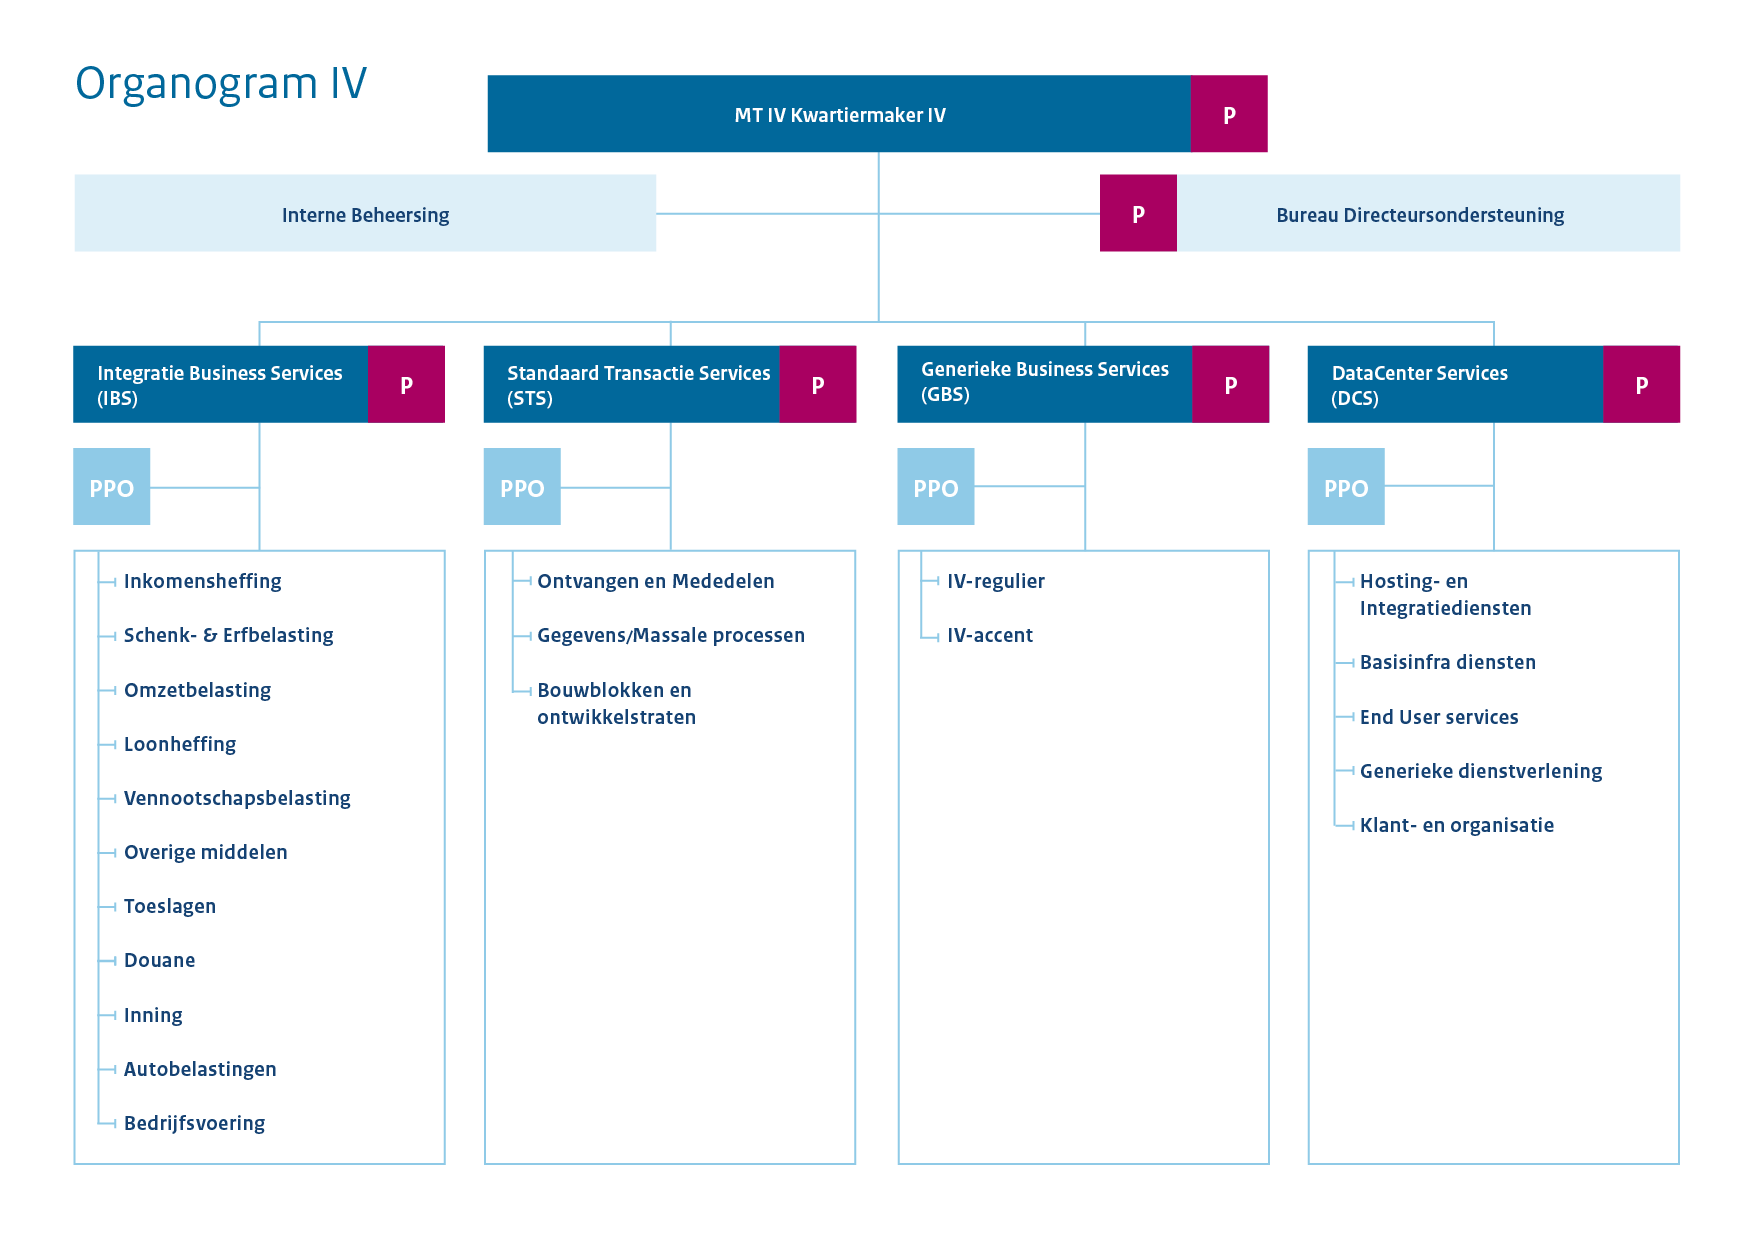 Organogram IV
MT IV Kwartiermaker IV
P
Interne Beheersing
P
Bureau Directeursondersteuning
Integratie Business Services
(IBS)
P
PPO
Inkomensheffing
Schenk- & Erfbelasting
Omzetbelasting
Loonheffing
Vennootschapsbelasting
Overige middelen
Toeslagen
Douane
Inning
Autobelastingen
Bedrijfsvoering
Standaard Transactie Services
(STS)
P
PPO
Ontvangen en Mededelen
Gegevens/Massale processen
Bouwblokken en
ontwikkelstraten
Generieke Business Services
(GBS)
P
PPO
IV-regulier
IV-accent
DataCenter Services
(DCS)
P
PPO
Hosting- en
Integratiediensten
Basisinfra diensten
End User services
Generieke dienstverlening
Klant- en organisatie